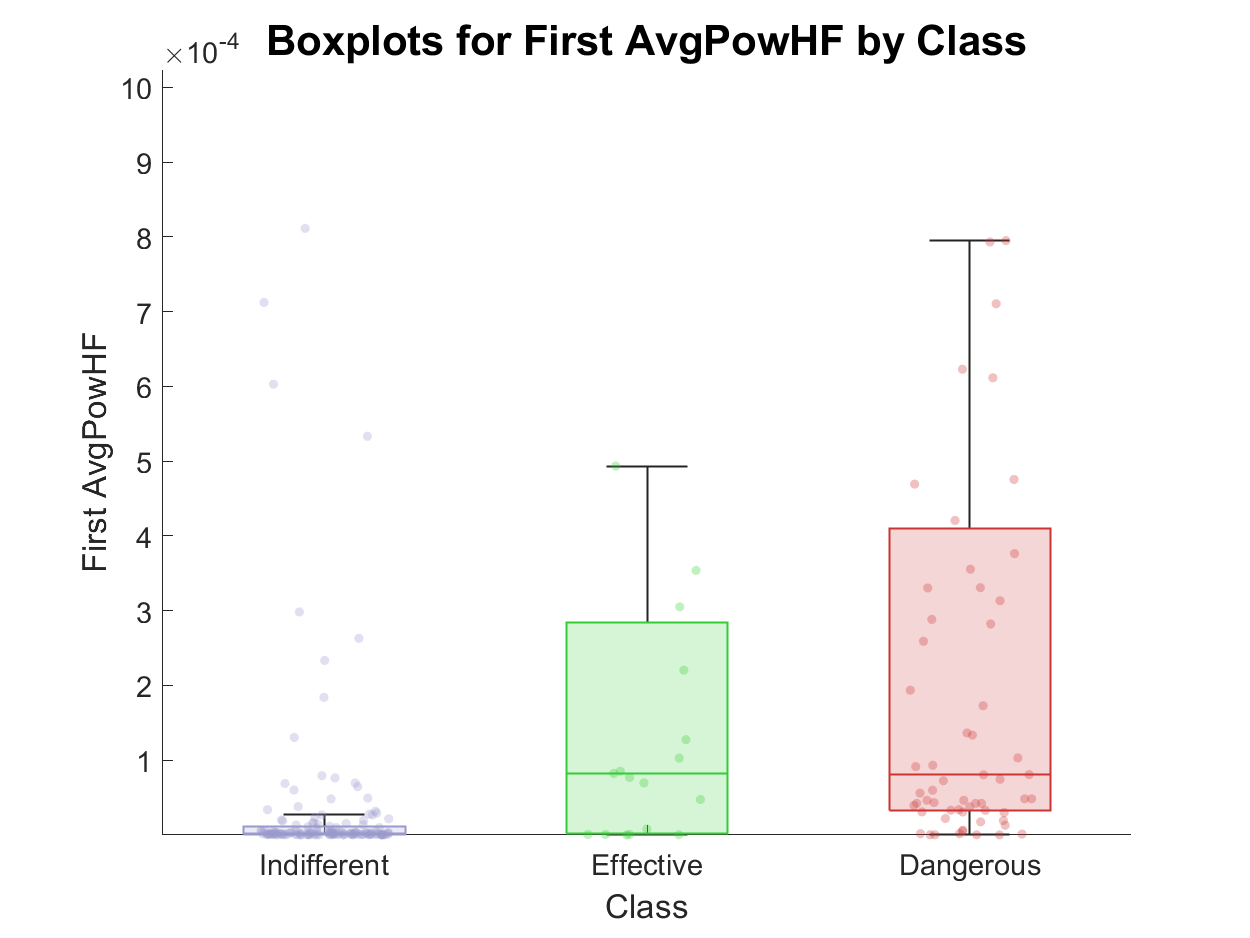 Boxplots for First AvgPowHF by Class
×10-4
10
9
8
7
6
5
4
3
2
1
First AvgPowHF
Indifferent Effective Dangerous
Class